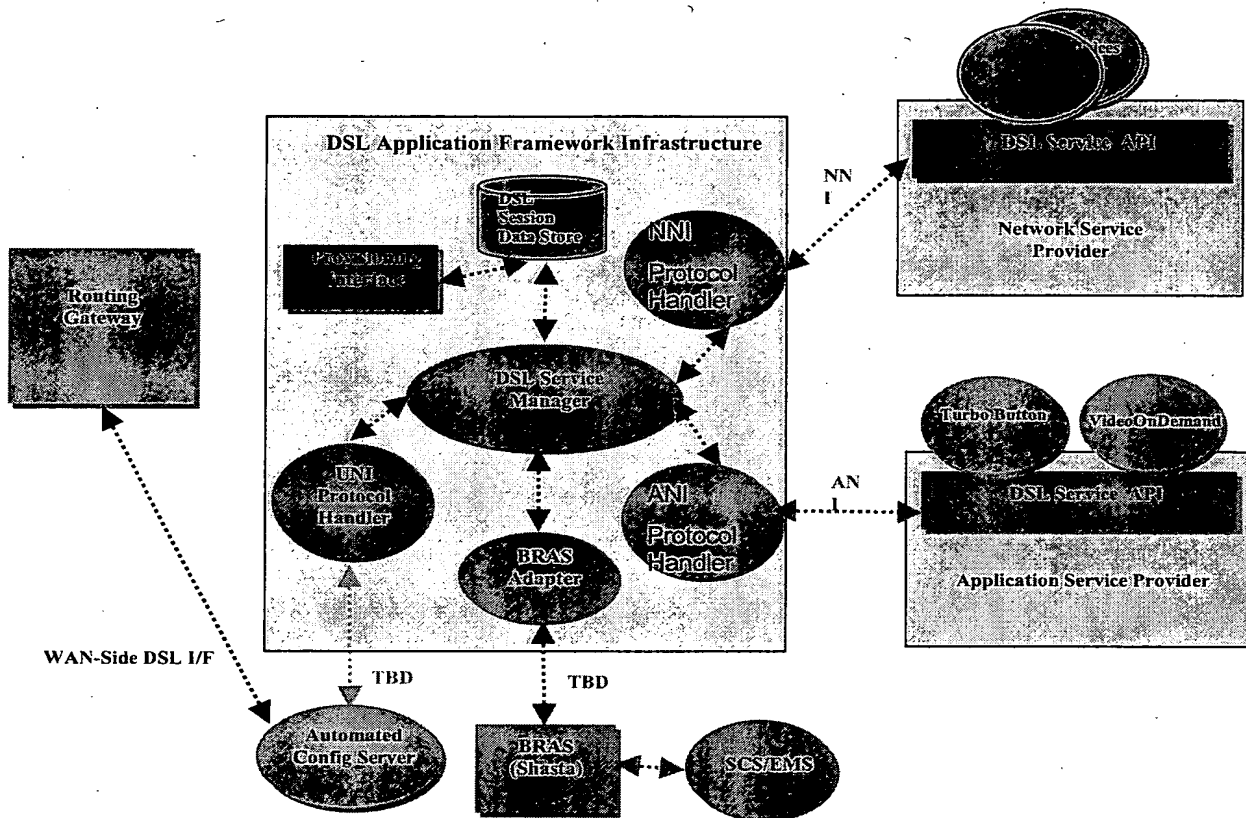 DSL Application Framework Infrastructure
DSL
Session
Data Store
Interface
NNI
Protocol
Handler
DSL Service
Manager
UNI
Protocol
Handler
BRAS
Adapter
ANI
Protocol
Handler
Routing
Gateway
WAN-Side DSL I/F
TBD
TBD
Automated
Config Server
BRAS
(Shasta)
SCS/EMS
NN
I
DSL Service API
Network Service
Provider
AN
I
Turbo Button
VideoOnDemand
DSL Service API
Application Service Provider